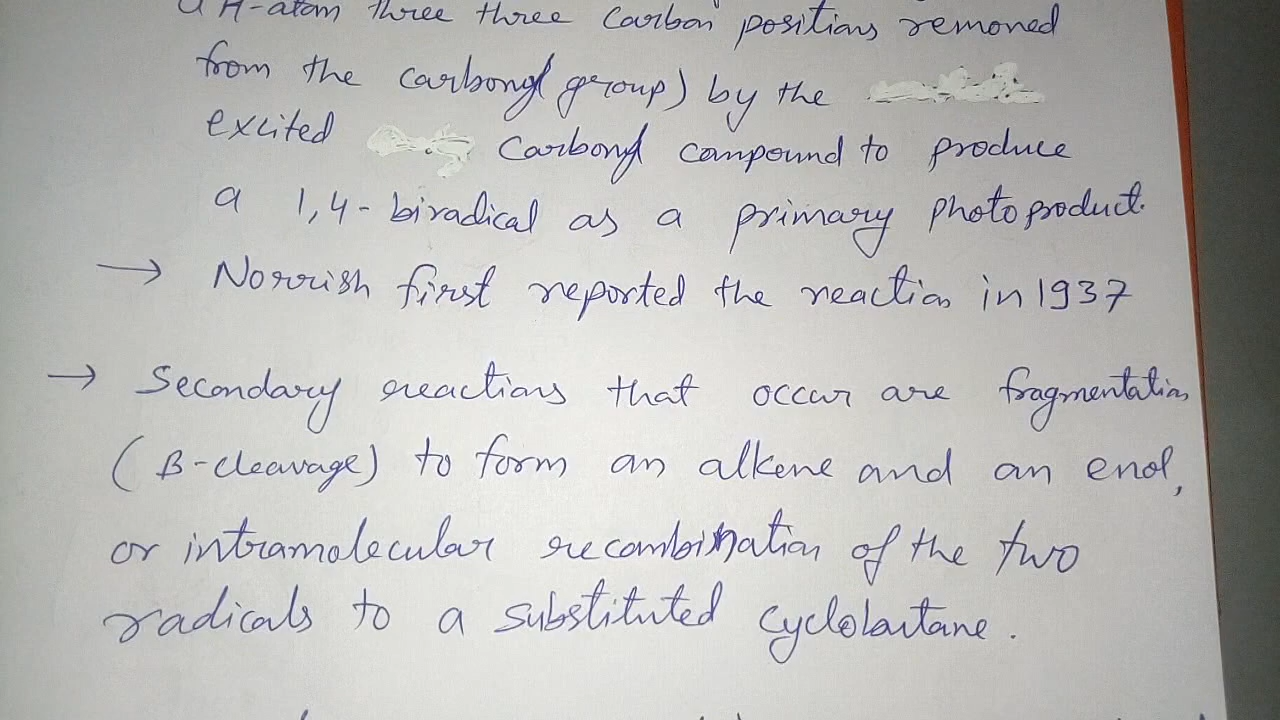 a H-atom three three carbon positions removed
from the carbonyl group) by the
excited carbonyl compound to produce
a 1,4-biradical as a primary photoproduct.
→ Norrish first reported the reaction in 1937
→ Secondary reactions that occur are fragmentation
(β-cleavage) to form an alkene and an enol,
or intramolecular recombination of the two
radicals to a substituted cyclobutane.